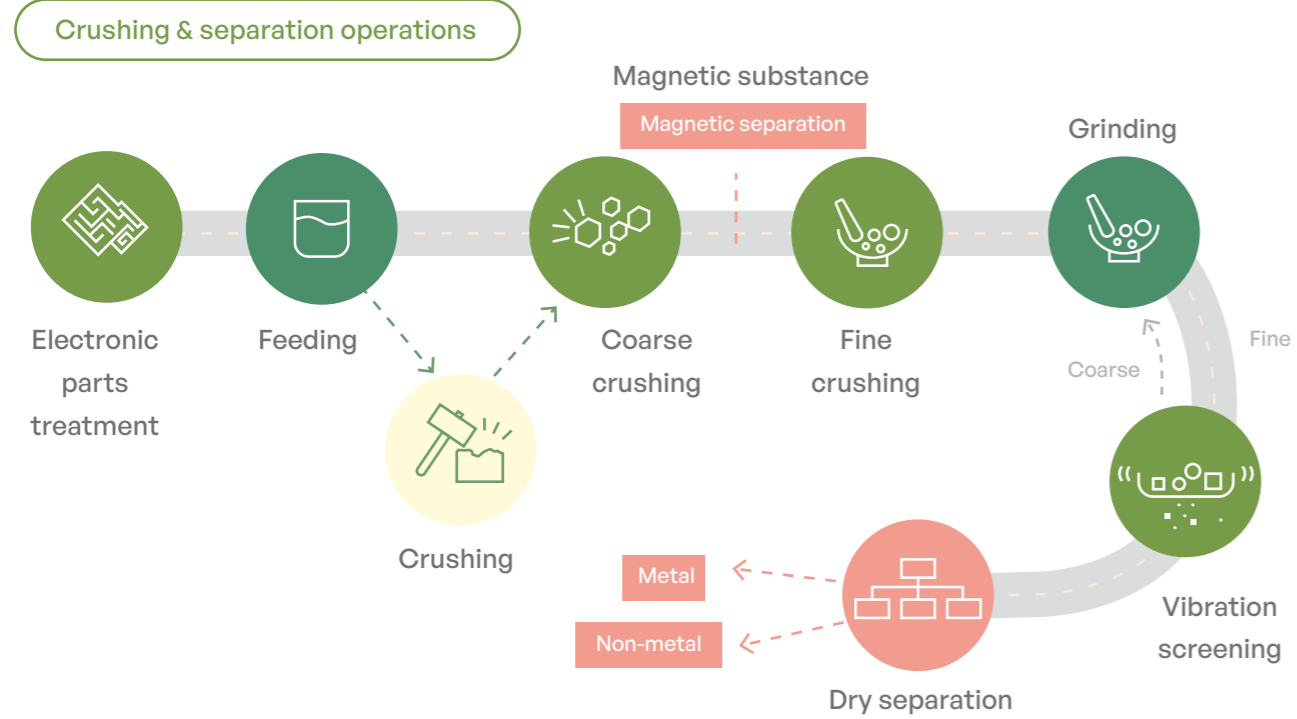 Crushing & separation operations
Magnetic substance
Magnetic separation
Grinding
Electronic
parts
treatment
Feeding
Coarse
crushing
Fine
crushing
Fine
Coarse
Crushing
Metal
Non-metal
Vibration
screening
Dry separation